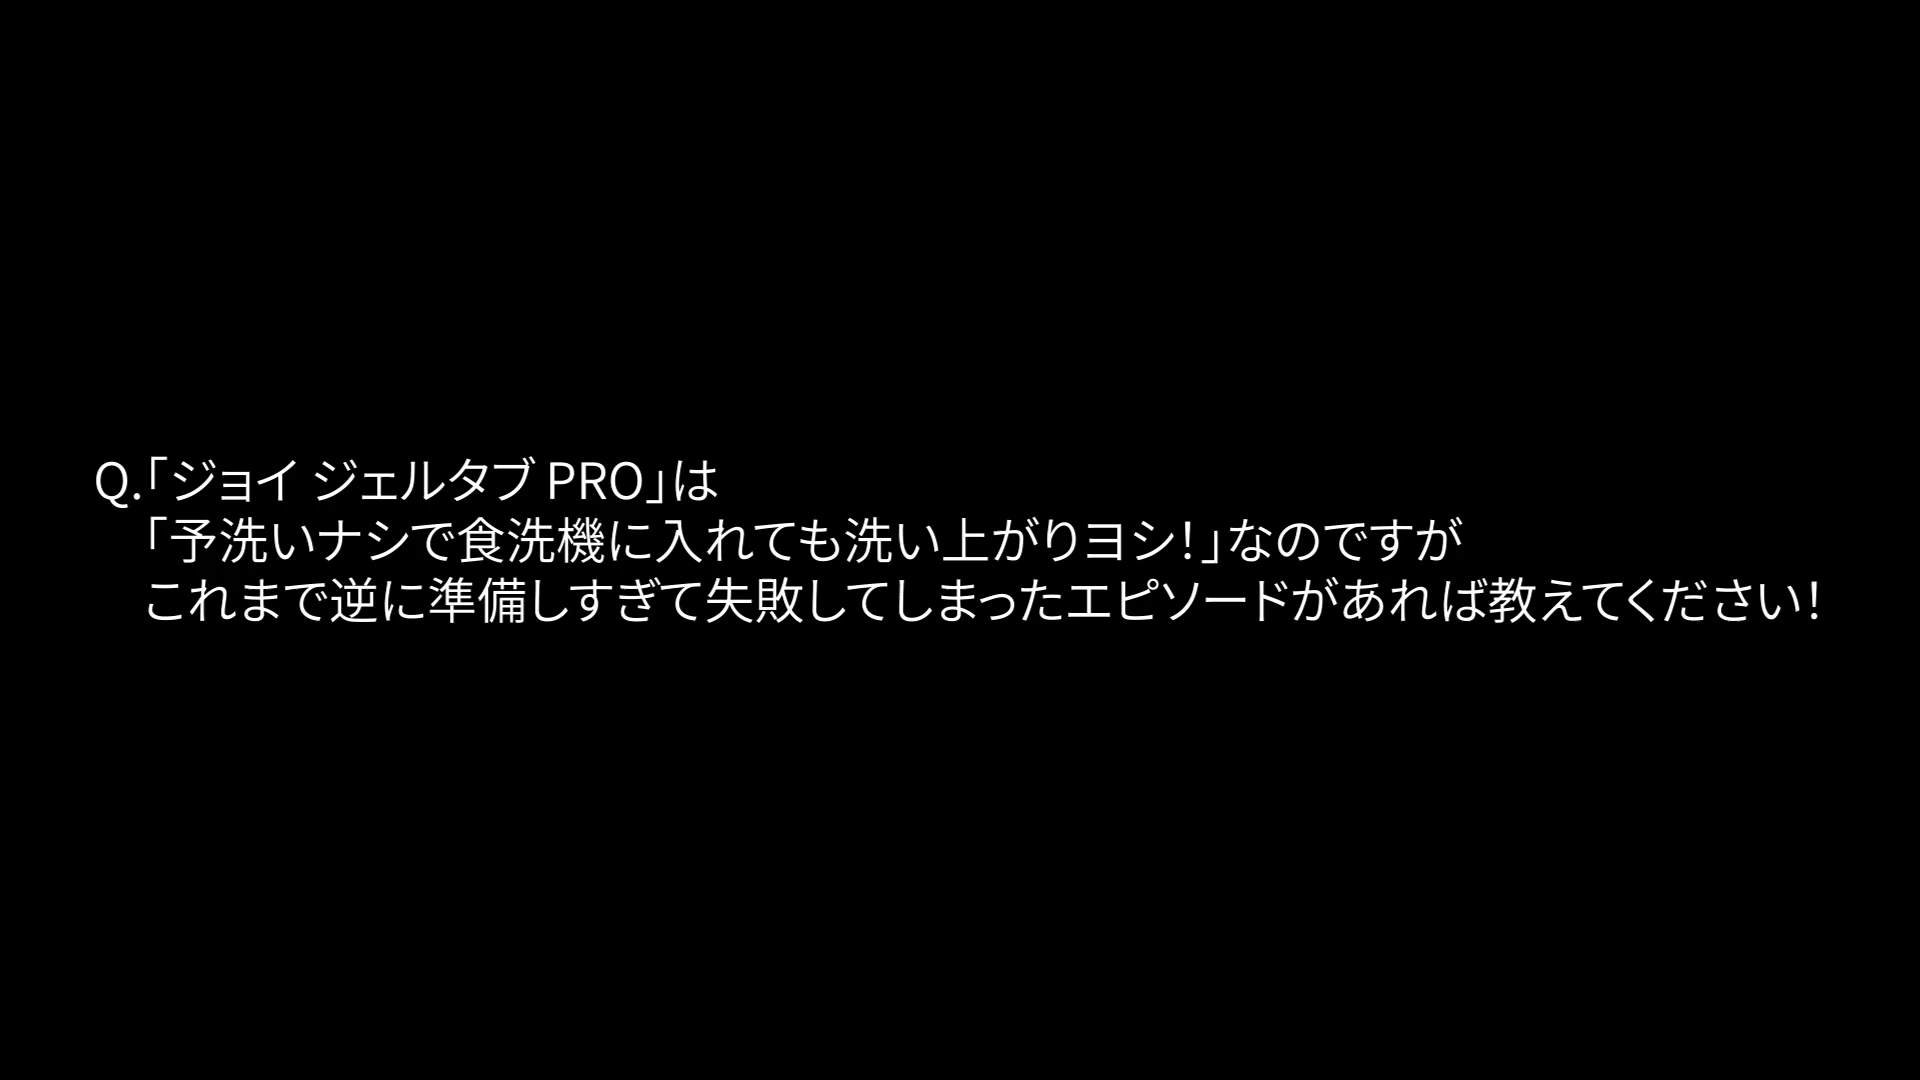 Q.「ジョイ ジェルタブ PRO」は
「予洗いナシで食洗機に入れても洗い上がりヨシ!」なのですが
これまで逆に準備しすぎて失敗してしまったエピソードがあれば教えてください!